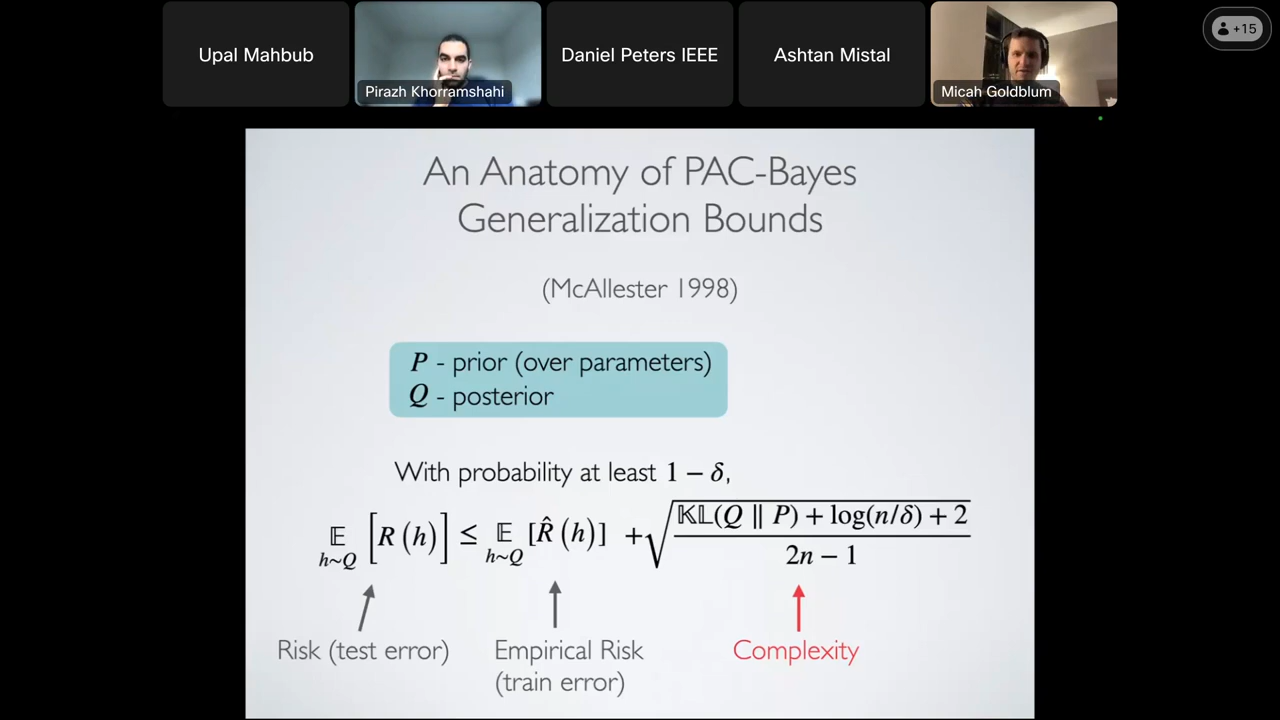 Upal Mahbub
Pirazh Khorramshahi
Daniel Peters IEEE
Ashtan Mistal
Micah Goldblum
+15
An Anatomy of PAC-Bayes
Generalization Bounds
(McAllester 1998)
P - prior (over parameters)
Q - posterior
With probability at least 1 − δ,
𝔼_{h~Q} [R (h)] ≤ 𝔼_{h~Q} [R̂ (h)] + √((𝕂𝕃(Q ∥ P) + log(n/δ) + 2) / (2n − 1))
Risk (test error)
Empirical Risk
(train error)
Complexity